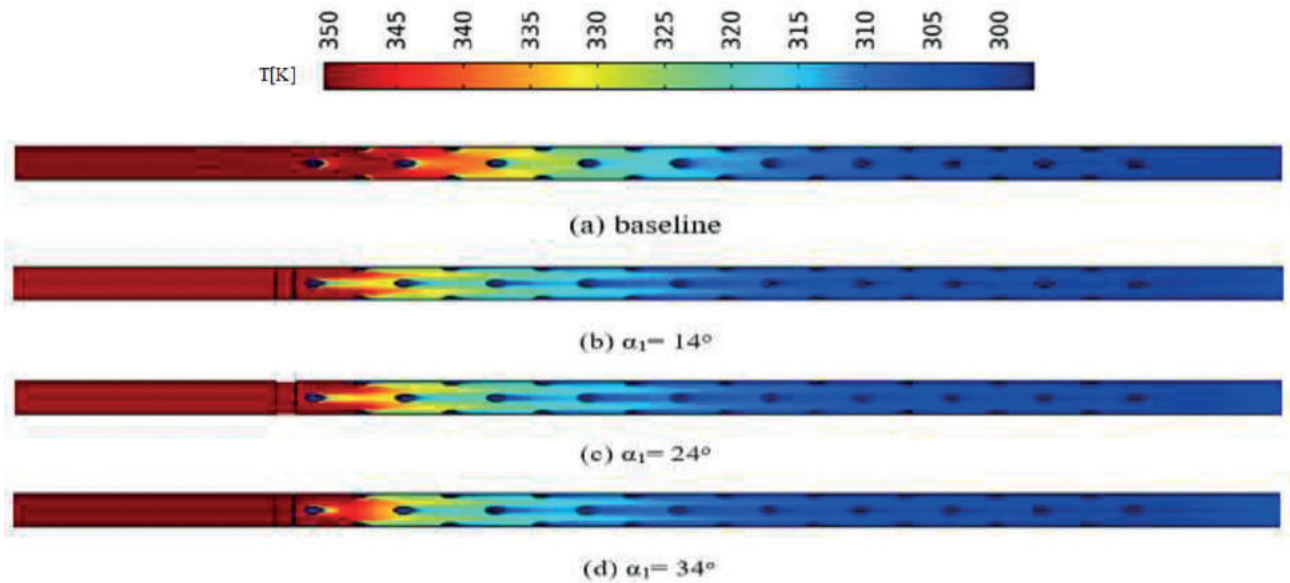 350 345 340 335 330 325 320 315 310 305 300
T[K]
(a) baseline
(b) α₁= 14°
(c) α₁= 24°
(d) α₁= 34°